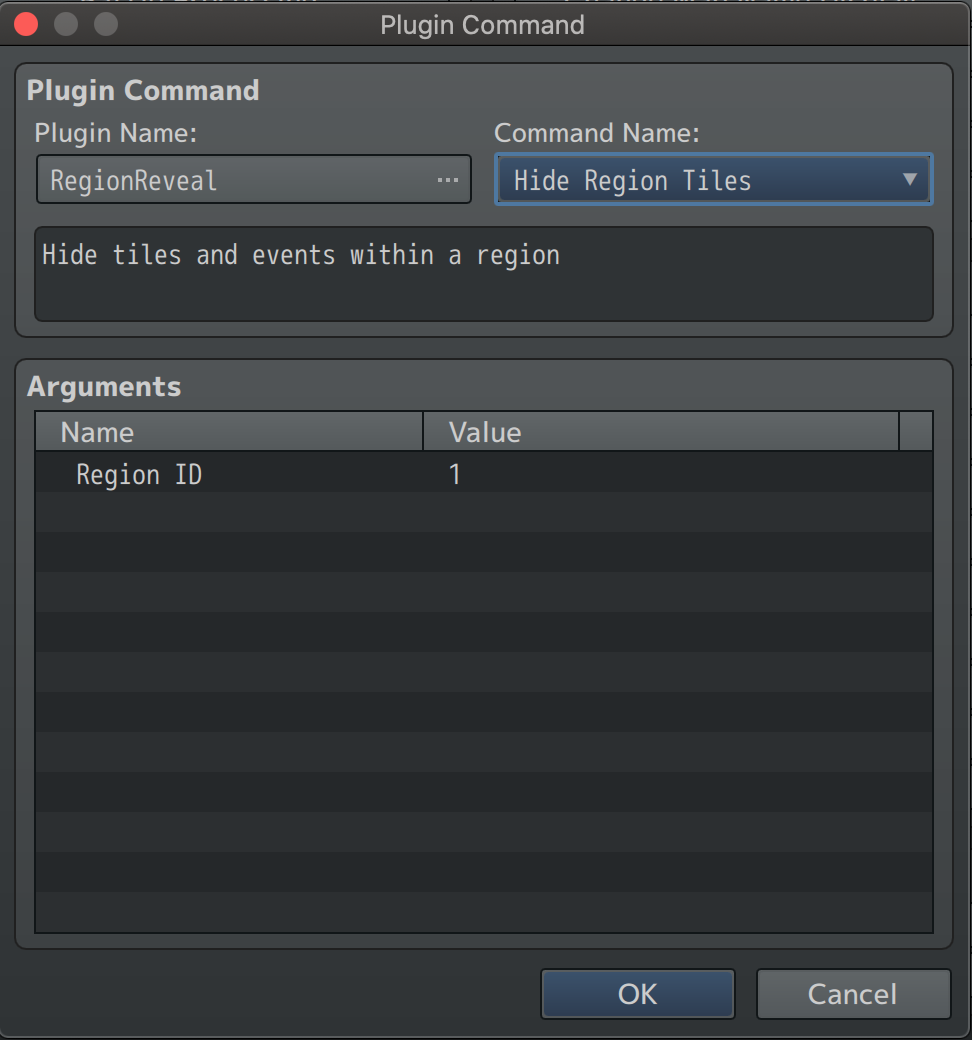 Plugin Command
Plugin Command
Plugin Name:
Command Name:
RegionReveal ...
Hide Region Tiles
Hide tiles and events within a region
Arguments
Name Value
Region ID 1
OK
Cancel